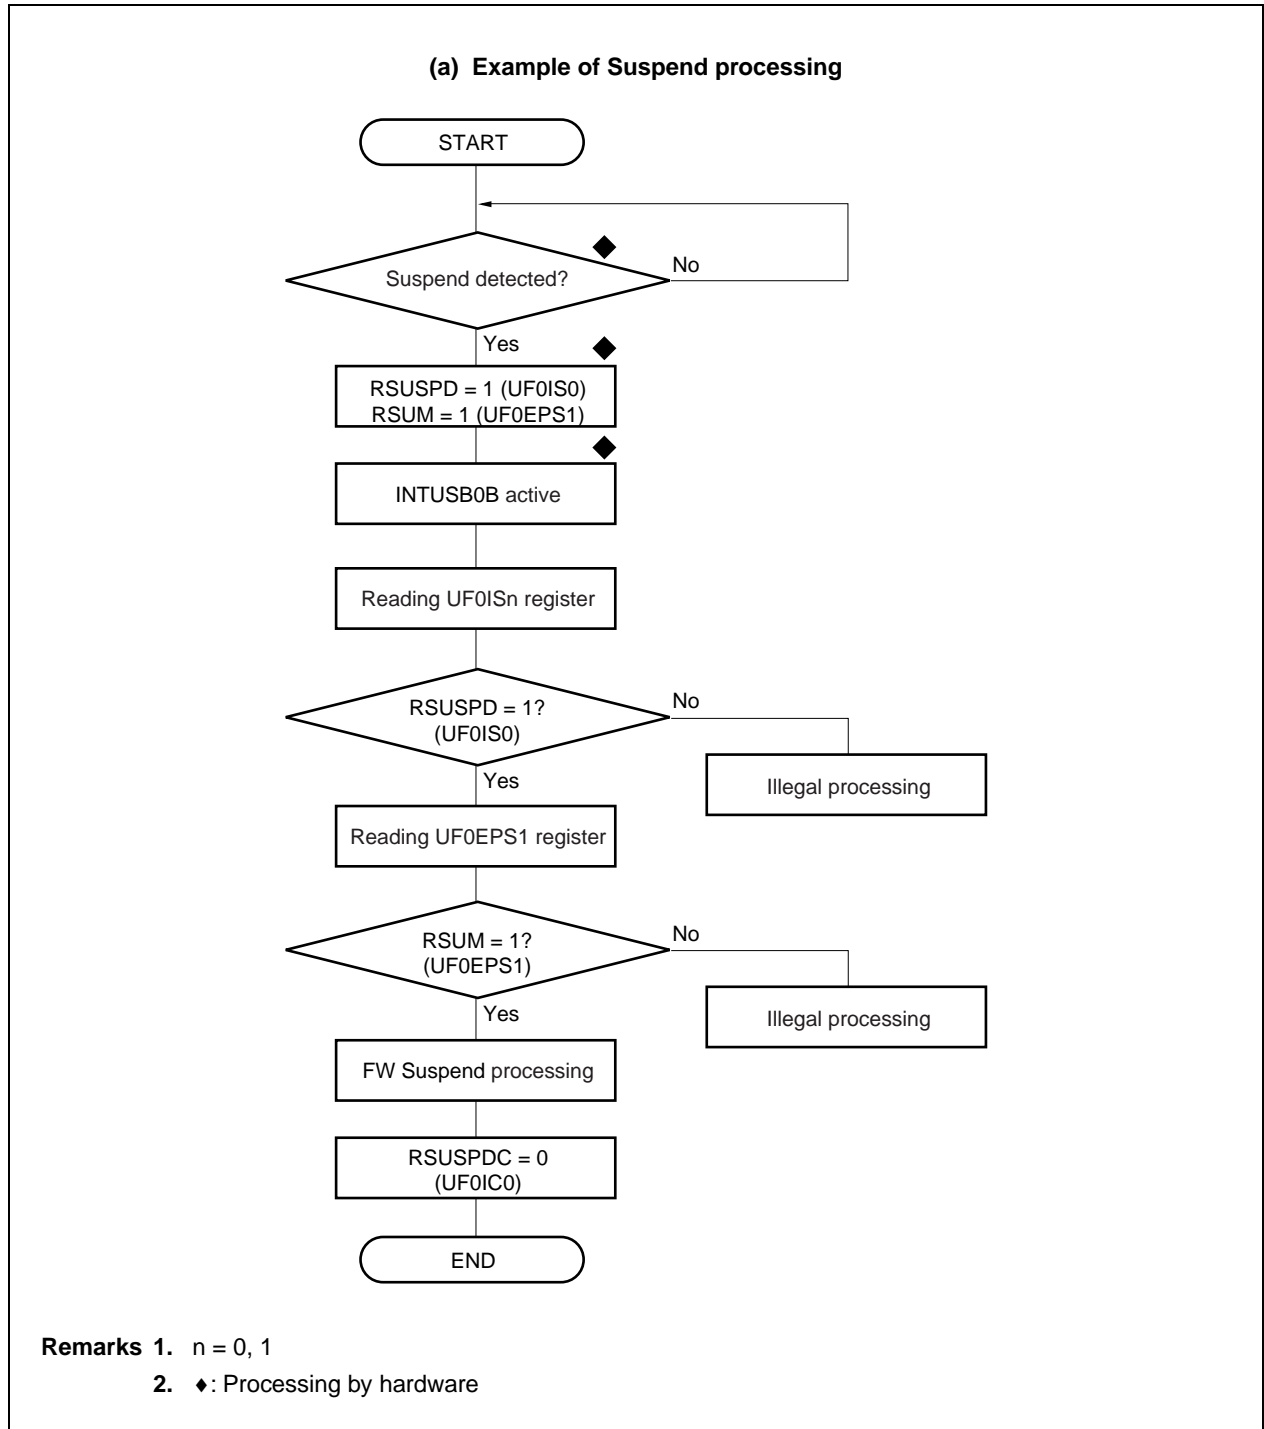 (a) Example of Suspend processing
START
Suspend detected?
No
Yes
RSUSPD = 1 (UF0IS0)
RSUM = 1 (UF0EPS1)
INTUSB0B active
Reading UF0ISn register
RSUSPD = 1?
(UF0IS0)
No
Illegal processing
Yes
Reading UF0EPS1 register
RSUM = 1?
(UF0EPS1)
No
Illegal processing
Yes
FW Suspend processing
RSUSPDC = 0
(UF0IC0)
END
Remarks 1. n = 0, 1
2. ♦: Processing by hardware